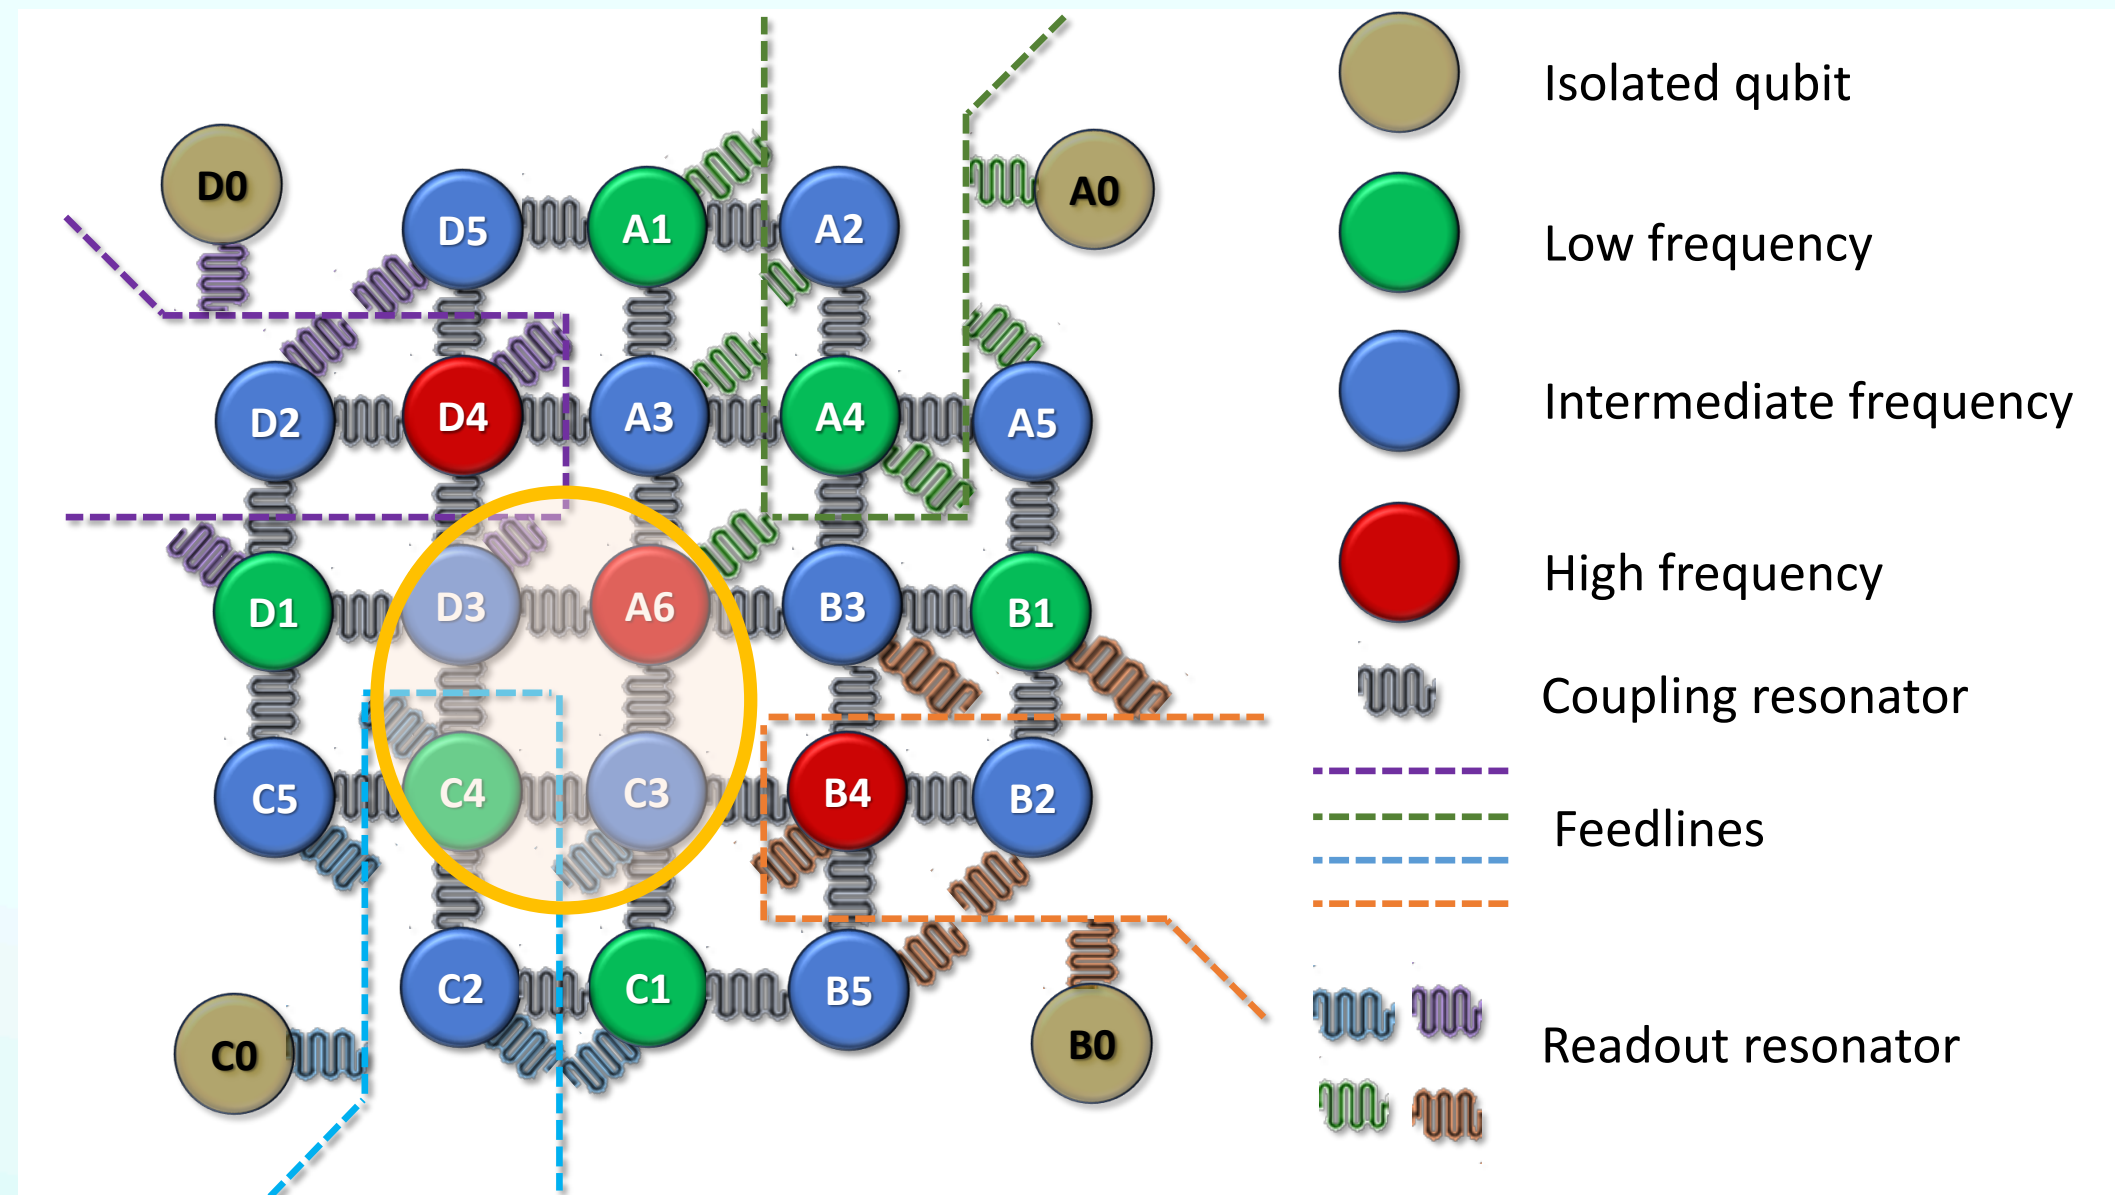 D0
A0
D5 A1 A2
D2 D4 A3 A4 A5
D1 D3 A6 B3 B1
C5 C4 C3 B4 B2
C2 C1 B5
C0
B0
Isolated qubit
Low frequency
Intermediate frequency
High frequency
Coupling resonator
Feedlines
Readout resonator